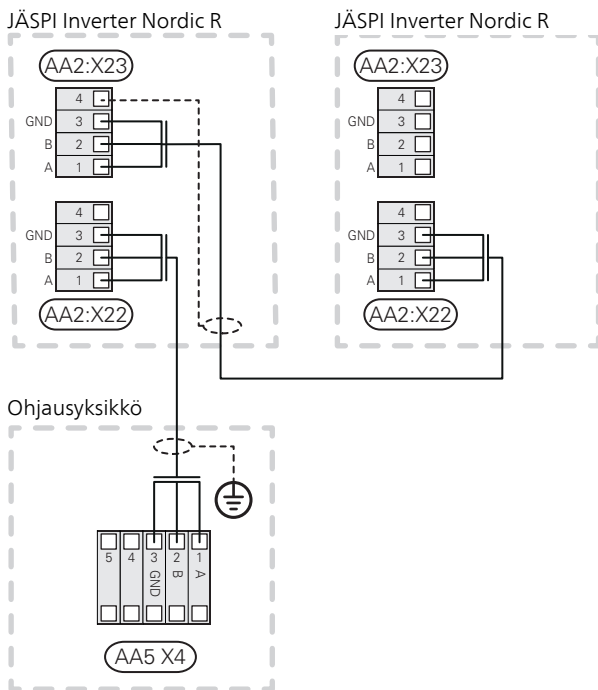 JÄSPI Inverter Nordic R
AA2:X23
4
GND 3
B 2
A 1
4
GND 3
B 2
A 1
AA2:X22
JÄSPI Inverter Nordic R
AA2:X23
4
GND 3
B 2
A 1
4
GND 3
B 2
A 1
AA2:X22
Ohjausyksikkö
5 4 3 2 1
GND B A
AA5 X4